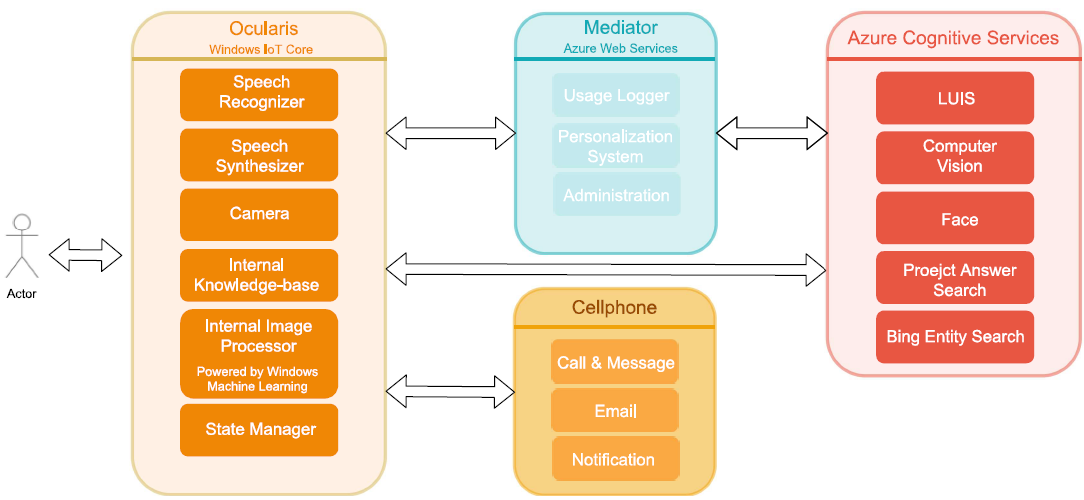 Actor
Ocularis
Windows IoT Core
Speech
Recognizer
Speech
Synthesizer
Camera
Internal
Knowledge-base
Internal Image
Processor
Powered by Windows
Machine Learning
State Manager
Mediator
Azure Web Services
Usage Logger
Personalization
System
Administration
Cellphone
Call & Message
Email
Notification
Azure Cognitive Services
LUIS
Computer
Vision
Face
Proejct Answer
Search
Bing Entity Search